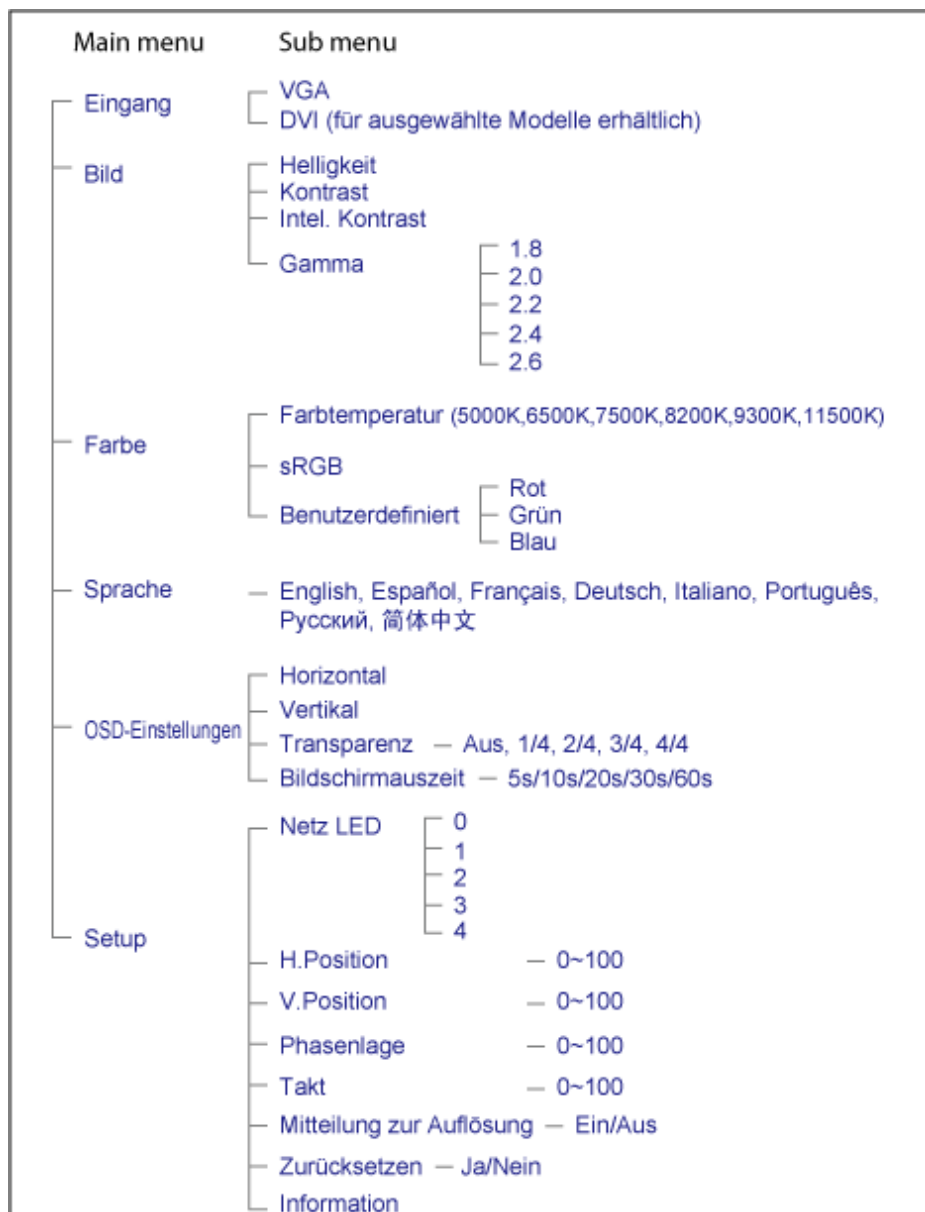 Main menu Sub menu
Eingang
VGA
DVI (für ausgewählte Modelle erhältlich)
Bild
Helligkeit
Kontrast
Intel. Kontrast
Gamma
1.8
2.0
2.2
2.4
2.6
Farbe
Farbtemperatur (5000K,6500K,7500K,8200K,9300K,11500K)
sRGB
Benutzerdefiniert
Rot
Grün
Blau
Sprache
English, Español, Français, Deutsch, Italiano, Português,
Русский, 简体中文
OSD-Einstellungen
Horizontal
Vertikal
Transparenz — Aus, 1/4, 2/4, 3/4, 4/4
Bildschirmauszeit — 5s/10s/20s/30s/60s
Setup
Netz LED
0
1
2
3
4
H.Position — 0~100
V.Position — 0~100
Phasenlage — 0~100
Takt — 0~100
Mitteilung zur Auflösung — Ein/Aus
Zurücksetzen — Ja/Nein
Information